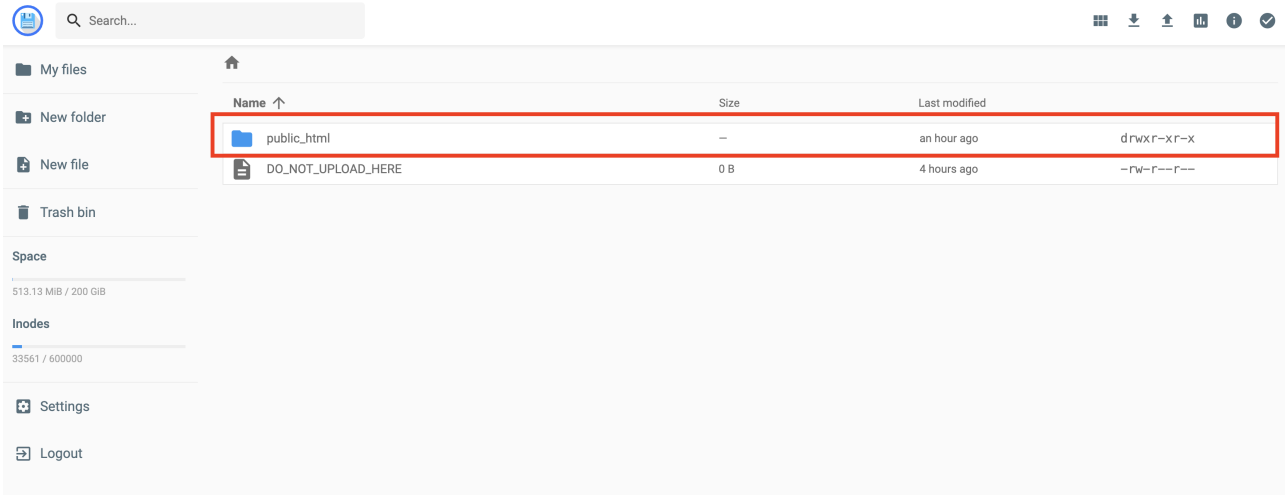 Search...
My files
New folder
New file
Trash bin
Space
513.13 MiB / 200 GiB
Inodes
33561 / 600000
Settings
Logout
Name Size Last modified
public_html — an hour ago drwxr-xr-x
DO_NOT_UPLOAD_HERE 0 B 4 hours ago -rw-r--r--